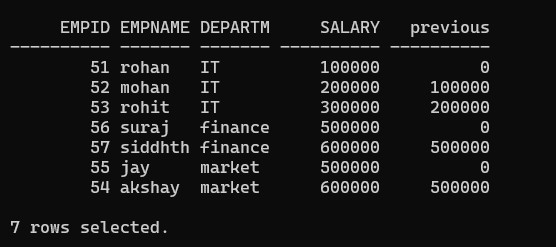 EMPID EMPNAME DEPARTM SALARY previous
---------- ------- ------- ---------- ----------
51 rohan IT 100000 0
52 mohan IT 200000 100000
53 rohit IT 300000 200000
56 suraj finance 500000 0
57 siddhth finance 600000 500000
55 jay market 500000 0
54 akshay market 600000 500000
7 rows selected.